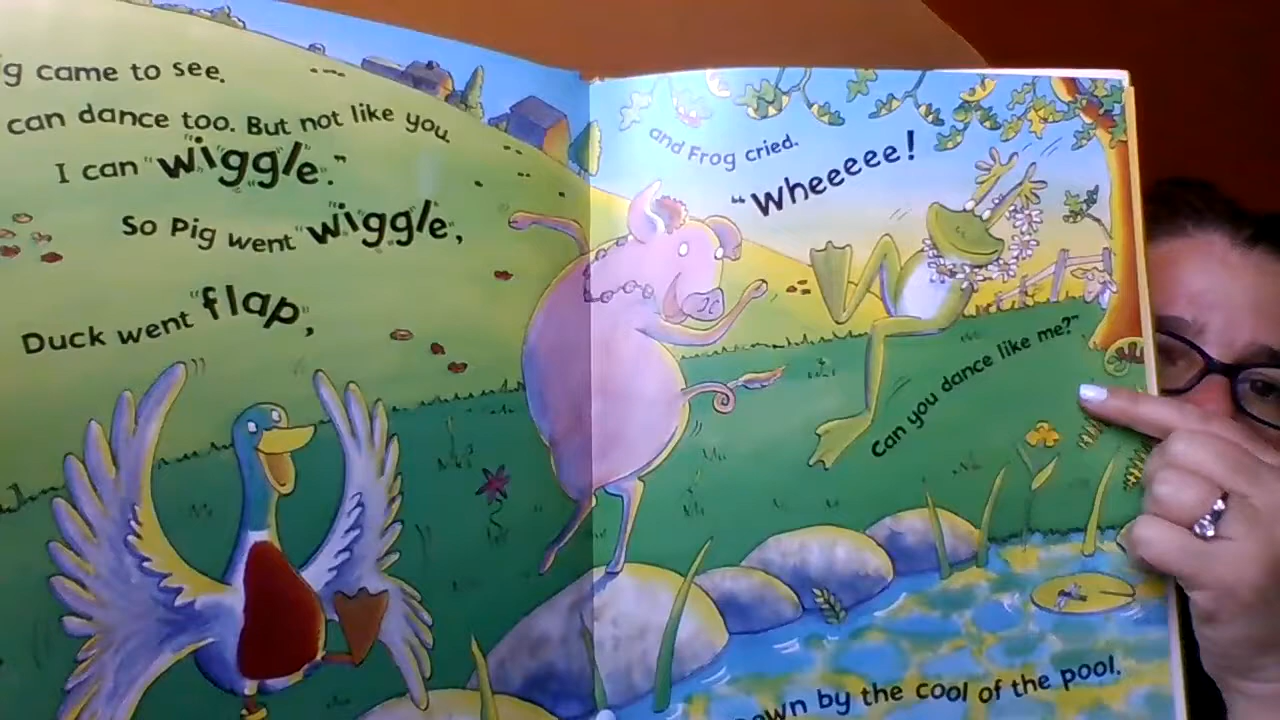 came to see.
can dance too. But not like you.
I can "wiggle."
So Pig went "wiggle",
Duck went "flap",
and Frog cried.
"Wheeeee!
Can you dance like me?"
by the cool of the pool.